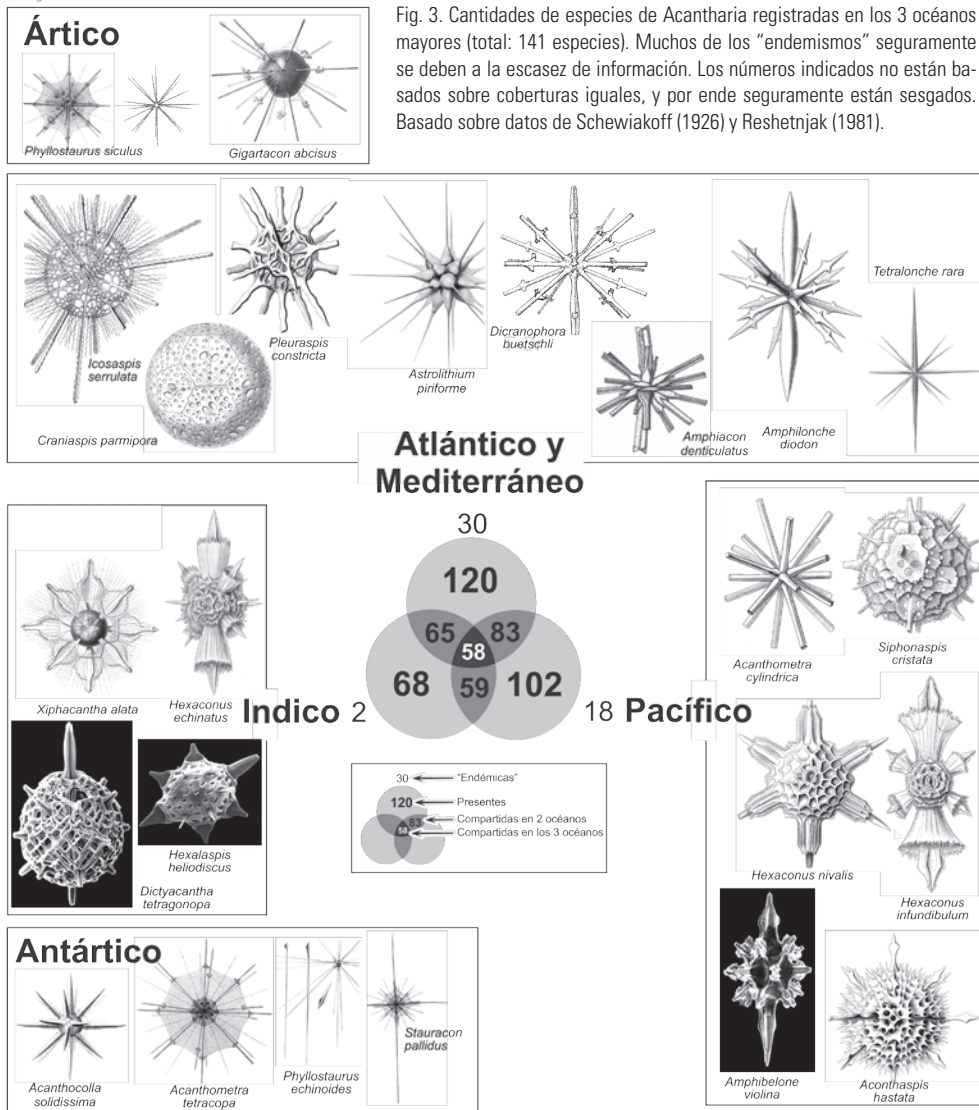 Ártico
Phyllostaurus siculus
Gigartacon abcisus
Fig. 3. Cantidades de especies de Acantharia registradas en los 3 océanos
mayores (total: 141 especies). Muchos de los “endemismos” seguramente
se deben a la escasez de información. Los números indicados no están ba-
sados sobre coberturas iguales, y por ende seguramente están sesgados.
Basado sobre datos de Schewiakoff (1926) y Reshetnjak (1981).
Icosaspis
serrulata
Craniaspis parmipora
Pleuraspis
constricta
Astrolithium
piriforme
Dicranophora
buetschli
Amphiacon
denticulatus
Amphilonche
diodon
Tetralonche rara
Atlántico y
Mediterráneo
30
120
65
83
58
68
59
102
Indico 2
18 Pacífico
30
"Endémicas"
120
Presentes
83
Compartidas en 2 océanos
58
Compartidas en los 3 océanos
Xiphacantha alata
Hexaconus
echinatus
Hexalaspis
heliodiscus
Dictyacantha
tetragonopa
Acanthometra
cylindrica
Siphonaspis
cristata
Hexaconus nivalis
Hexaconus
infundibulum
Amphibelone
violina
Aconthaspis
hastata
Antártico
Acanthocolla
solidissima
Acanthometra
tetracopa
Phyllostaurus
echinoides
Stauracon
pallidus